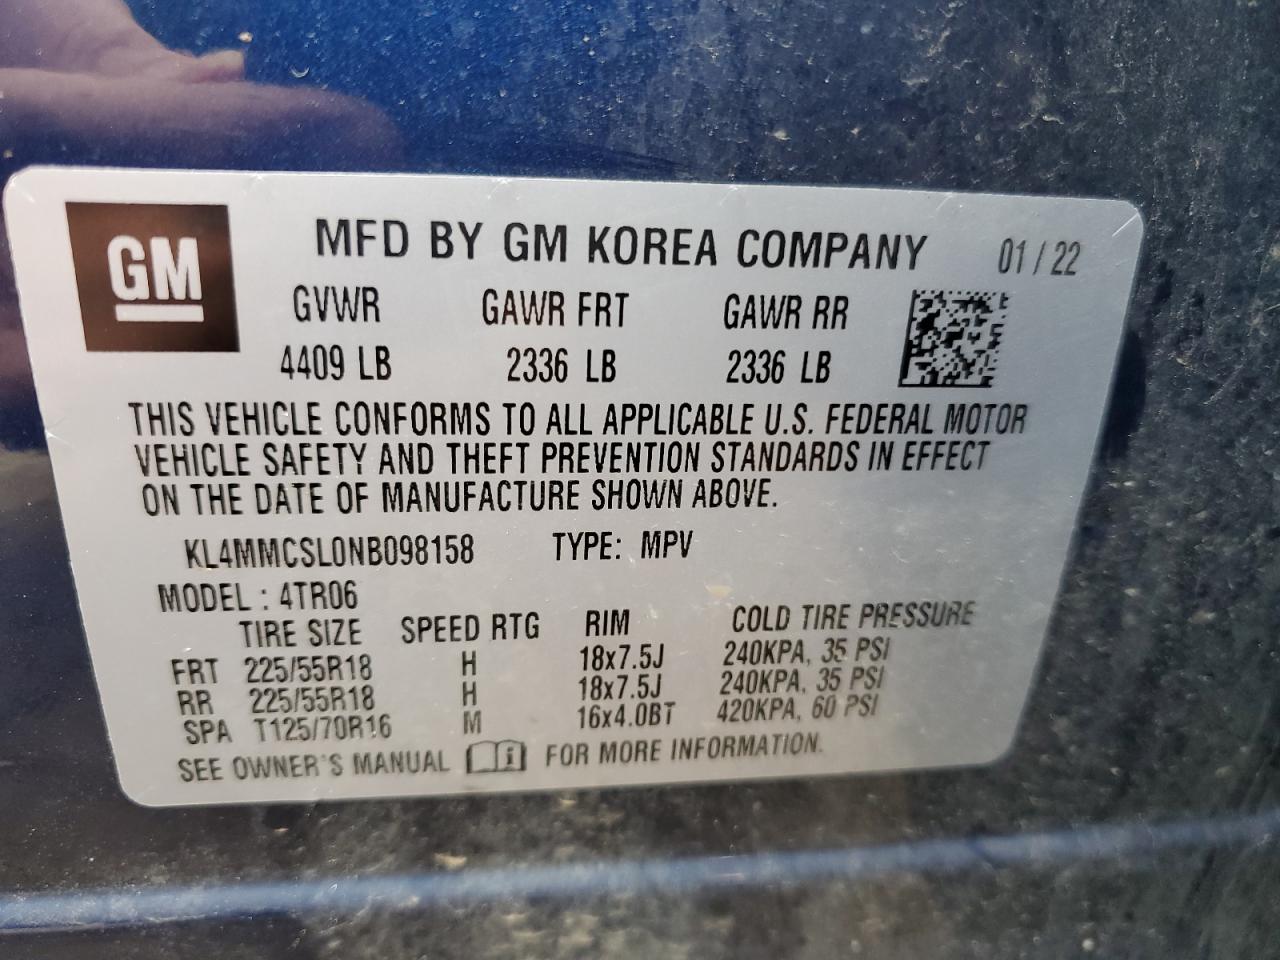 GM
MFD BY GM KOREA COMPANY 01 / 22
GVWR GAWR FRT GAWR RR
4409 LB 2336 LB 2336 LB
THIS VEHICLE CONFORMS TO ALL APPLICABLE U.S. FEDERAL MOTOR
VEHICLE SAFETY AND THEFT PREVENTION STANDARDS IN EFFECT
ON THE DATE OF MANUFACTURE SHOWN ABOVE.
KL4MMCSL0NB098158 TYPE: MPV
MODEL : 4TR06
TIRE SIZE SPEED RTG RIM COLD TIRE PRESSURE
FRT 225/55R18 H 18x7.5J 240KPA, 35 PSI
RR 225/55R18 H 18x7.5J 240KPA, 35 PSI
SPA T125/70R16 M 16x4.0BT 420KPA, 60 PSI
SEE OWNER'S MANUAL i FOR MORE INFORMATION.